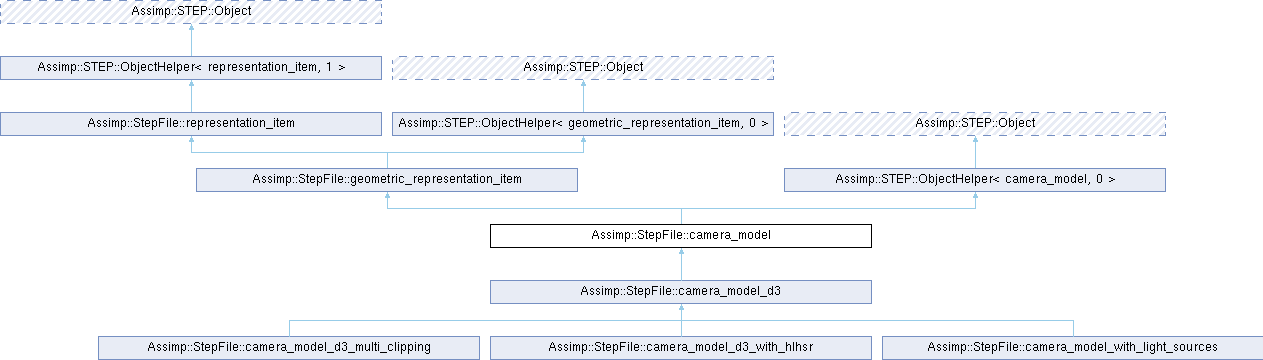 Assimp::STEP::Object
Assimp::STEP::ObjectHelper< representation_item, 1 >
Assimp::STEP::Object
Assimp::StepFile::representation_item
Assimp::STEP::ObjectHelper< geometric_representation_item, 0 >
Assimp::STEP::Object
Assimp::StepFile::geometric_representation_item
Assimp::STEP::ObjectHelper< camera_model, 0 >
Assimp::StepFile::camera_model
Assimp::StepFile::camera_model_d3
Assimp::StepFile::camera_model_d3_multi_clipping
Assimp::StepFile::camera_model_d3_with_hlhsr
Assimp::StepFile::camera_model_with_light_sources